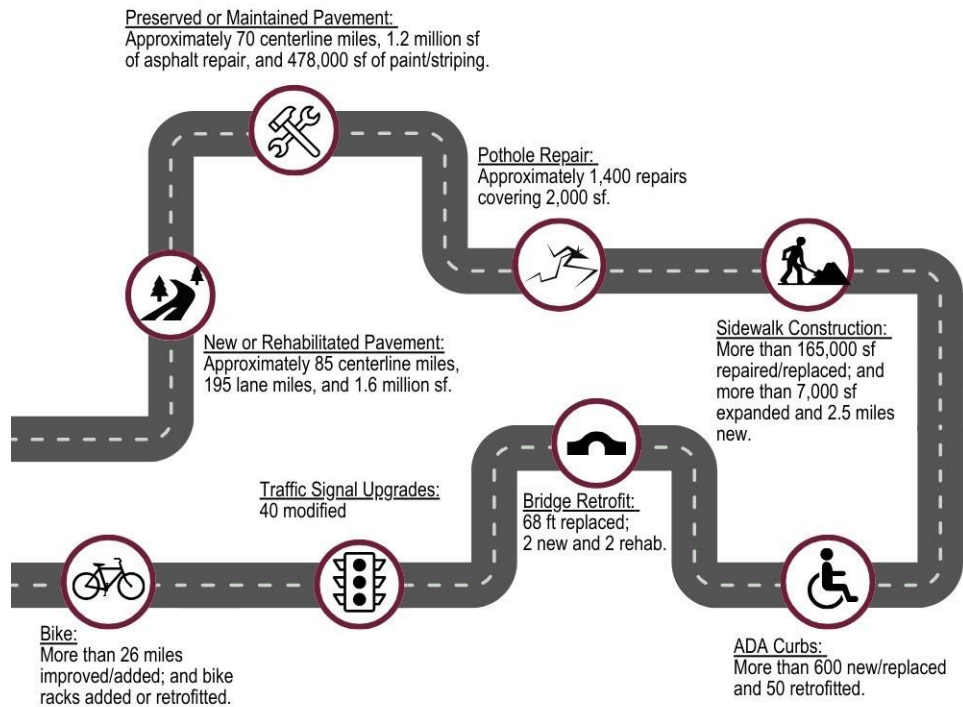 Preserved or Maintained Pavement:
Approximately 70 centerline miles, 1.2 million sf
of asphalt repair, and 478,000 sf of paint/striping.
Pothole Repair:
Approximately 1,400 repairs
covering 2,000 sf.
New or Rehabilitated Pavement:
Approximately 85 centerline miles,
195 lane miles, and 1.6 million sf.
Sidewalk Construction:
More than 165,000 sf
repaired/replaced; and
more than 7,000 sf
expanded and 2.5 miles
new.
Traffic Signal Upgrades:
40 modified
Bridge Retrofit:
68 ft replaced;
2 new and 2 rehab.
Bike:
More than 26 miles
improved/added; and bike
racks added or retrofitted.
ADA Curbs:
More than 600 new/replaced
and 50 retrofitted.